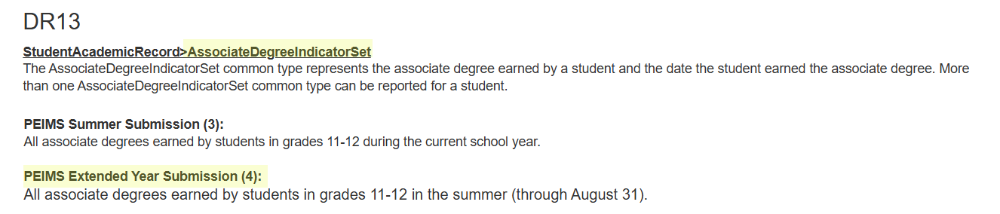 DR13
StudentAcademicRecord>AssociateDegreeIndicatorSet
The AssociateDegreeIndicatorSet common type represents the associate degree earned by a student and the date the student earned the associate degree. More
than one AssociateDegreeIndicatorSet common type can be reported for a student.
PEIMS Summer Submission (3):
All associate degrees earned by students in grades 11-12 during the current school year.
PEIMS Extended Year Submission (4):
All associate degrees earned by students in grades 11-12 in the summer (through August 31).